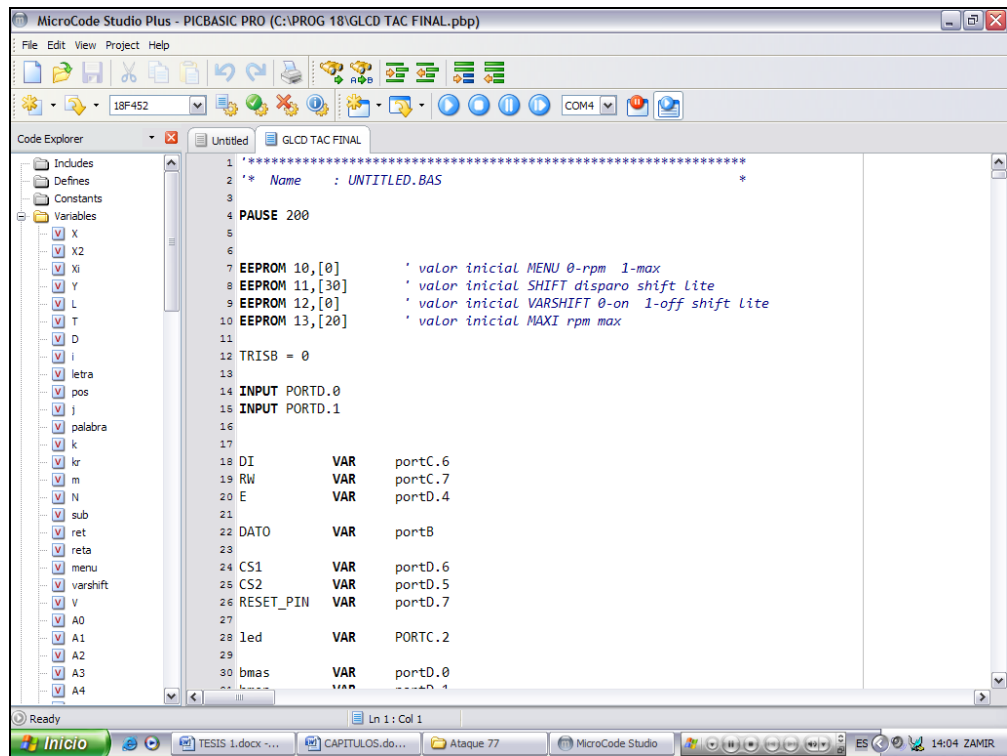 MicroCode Studio Plus - PICBASIC PRO (C:\PROG 18\GLCD TAC FINAL.pbp)
File Edit View Project Help
18F452
COM4
Code Explorer
Untitled
GLCD TAC FINAL
Includes
Defines
Constants
Variables
X
X2
Xi
Y
L
T
D
i
letra
pos
j
palabra
k
kr
m
N
sub
ret
reta
menu
varshift
V
A0
A1
A2
A3
A4
1 '****************************************************************
2 '*  Name    : UNTITLED.BAS                                      *
3
4 PAUSE 200
5
6
7 EEPROM 10,[0]        ' valor inicial MENU 0-rpm  1-max
8 EEPROM 11,[30]       ' valor inicial SHIFT disparo shift lite
9 EEPROM 12,[0]        ' valor inicial VARSHIFT 0-on  1-off shift lite
10 EEPROM 13,[20]       ' valor inicial MAXI rpm max
11
12 TRISB = 0
13
14 INPUT PORTD.0
15 INPUT PORTD.1
16
17
18 DI          VAR     portC.6
19 RW          VAR     portC.7
20 E           VAR     portD.4
21
22 DATO        VAR     portB
23
24 CS1         VAR     portD.6
25 CS2         VAR     portD.5
26 RESET_PIN   VAR     portD.7
27
28 led         VAR     PORTC.2
29
30 bmas        VAR     portD.0
Ready
Ln 1 : Col 1
Inicio
TESIS 1.docx -...
CAPITULOS.do...
Ataque 77
MicroCode Studio
ES
14:04 ZAMIR